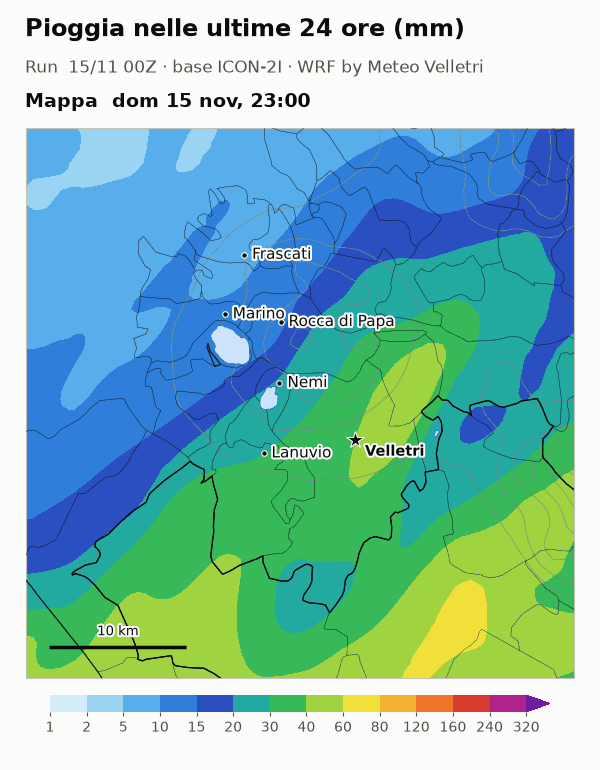 Pioggia nelle ultime 24 ore (mm)
Run 15/11 00Z · base ICON-2I · WRF by Meteo Velletri
Mappa dom 15 nov, 23:00
Frascati
Marino
Rocca di Papa
Nemi
Velletri
Lanuvio
10 km
1 2 5 10 15 20 30 40 60 80 120 160 240 320